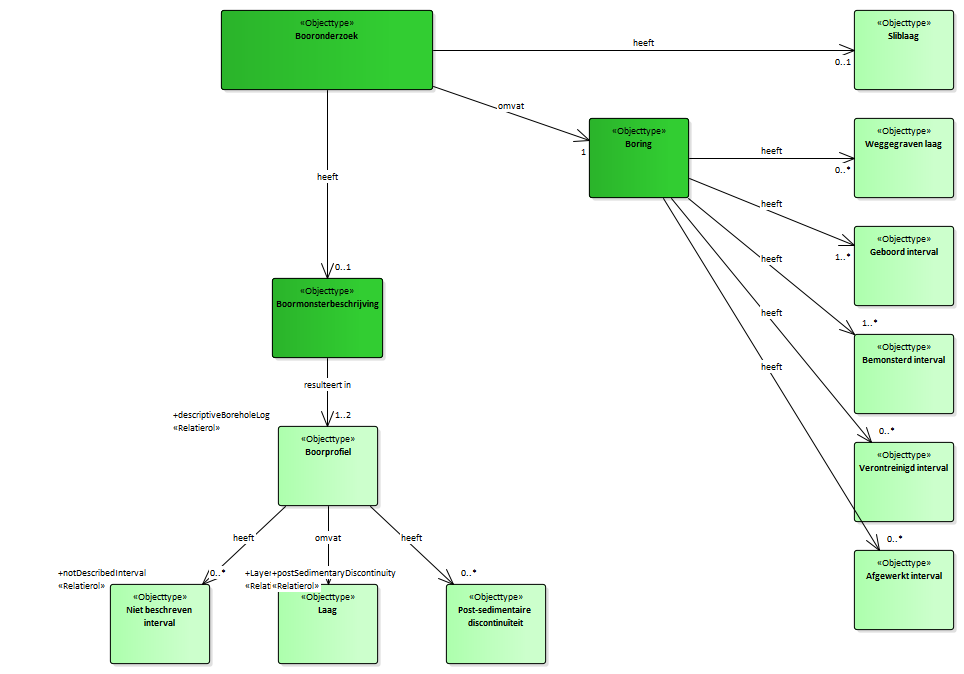 «Objecttype»
Booronderzoek
«Objecttype»
Sliblaag
heeft
0..1
omvat
1
«Objecttype»
Boring
«Objecttype»
Weggegraven laag
heeft
0..*
heeft
heeft
«Objecttype»
Geboord interval
1..*
heeft
0..1
«Objecttype»
Boormonsterbeschrijving
heeft
1..*
«Objecttype»
Bemonsterd interval
heeft
resulteert in
+descriptiveBoreholeLog
«Relatierol»
1..2
«Objecttype»
Boorprofiel
0..*
«Objecttype»
Verontreinigd interval
heeft
omvat
heeft
0..*
«Objecttype»
Afgewerkt interval
+notDescribedInterval
«Relatierol»
0..*
+postSedimentaryDiscontinuity
«Relatierol»
0..*
«Objecttype»
Niet beschreven
interval
«Objecttype»
Laag
«Objecttype»
Post-sedimentaire
discontinuïteit